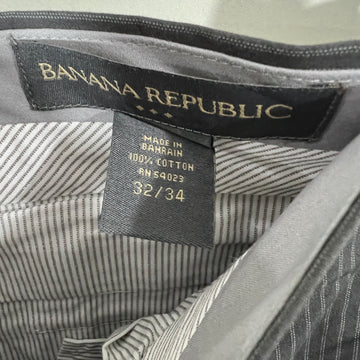 BANANA REPUBLIC
MADE IN
BAHRAIN
100% COTTON
RN 54023
32/34